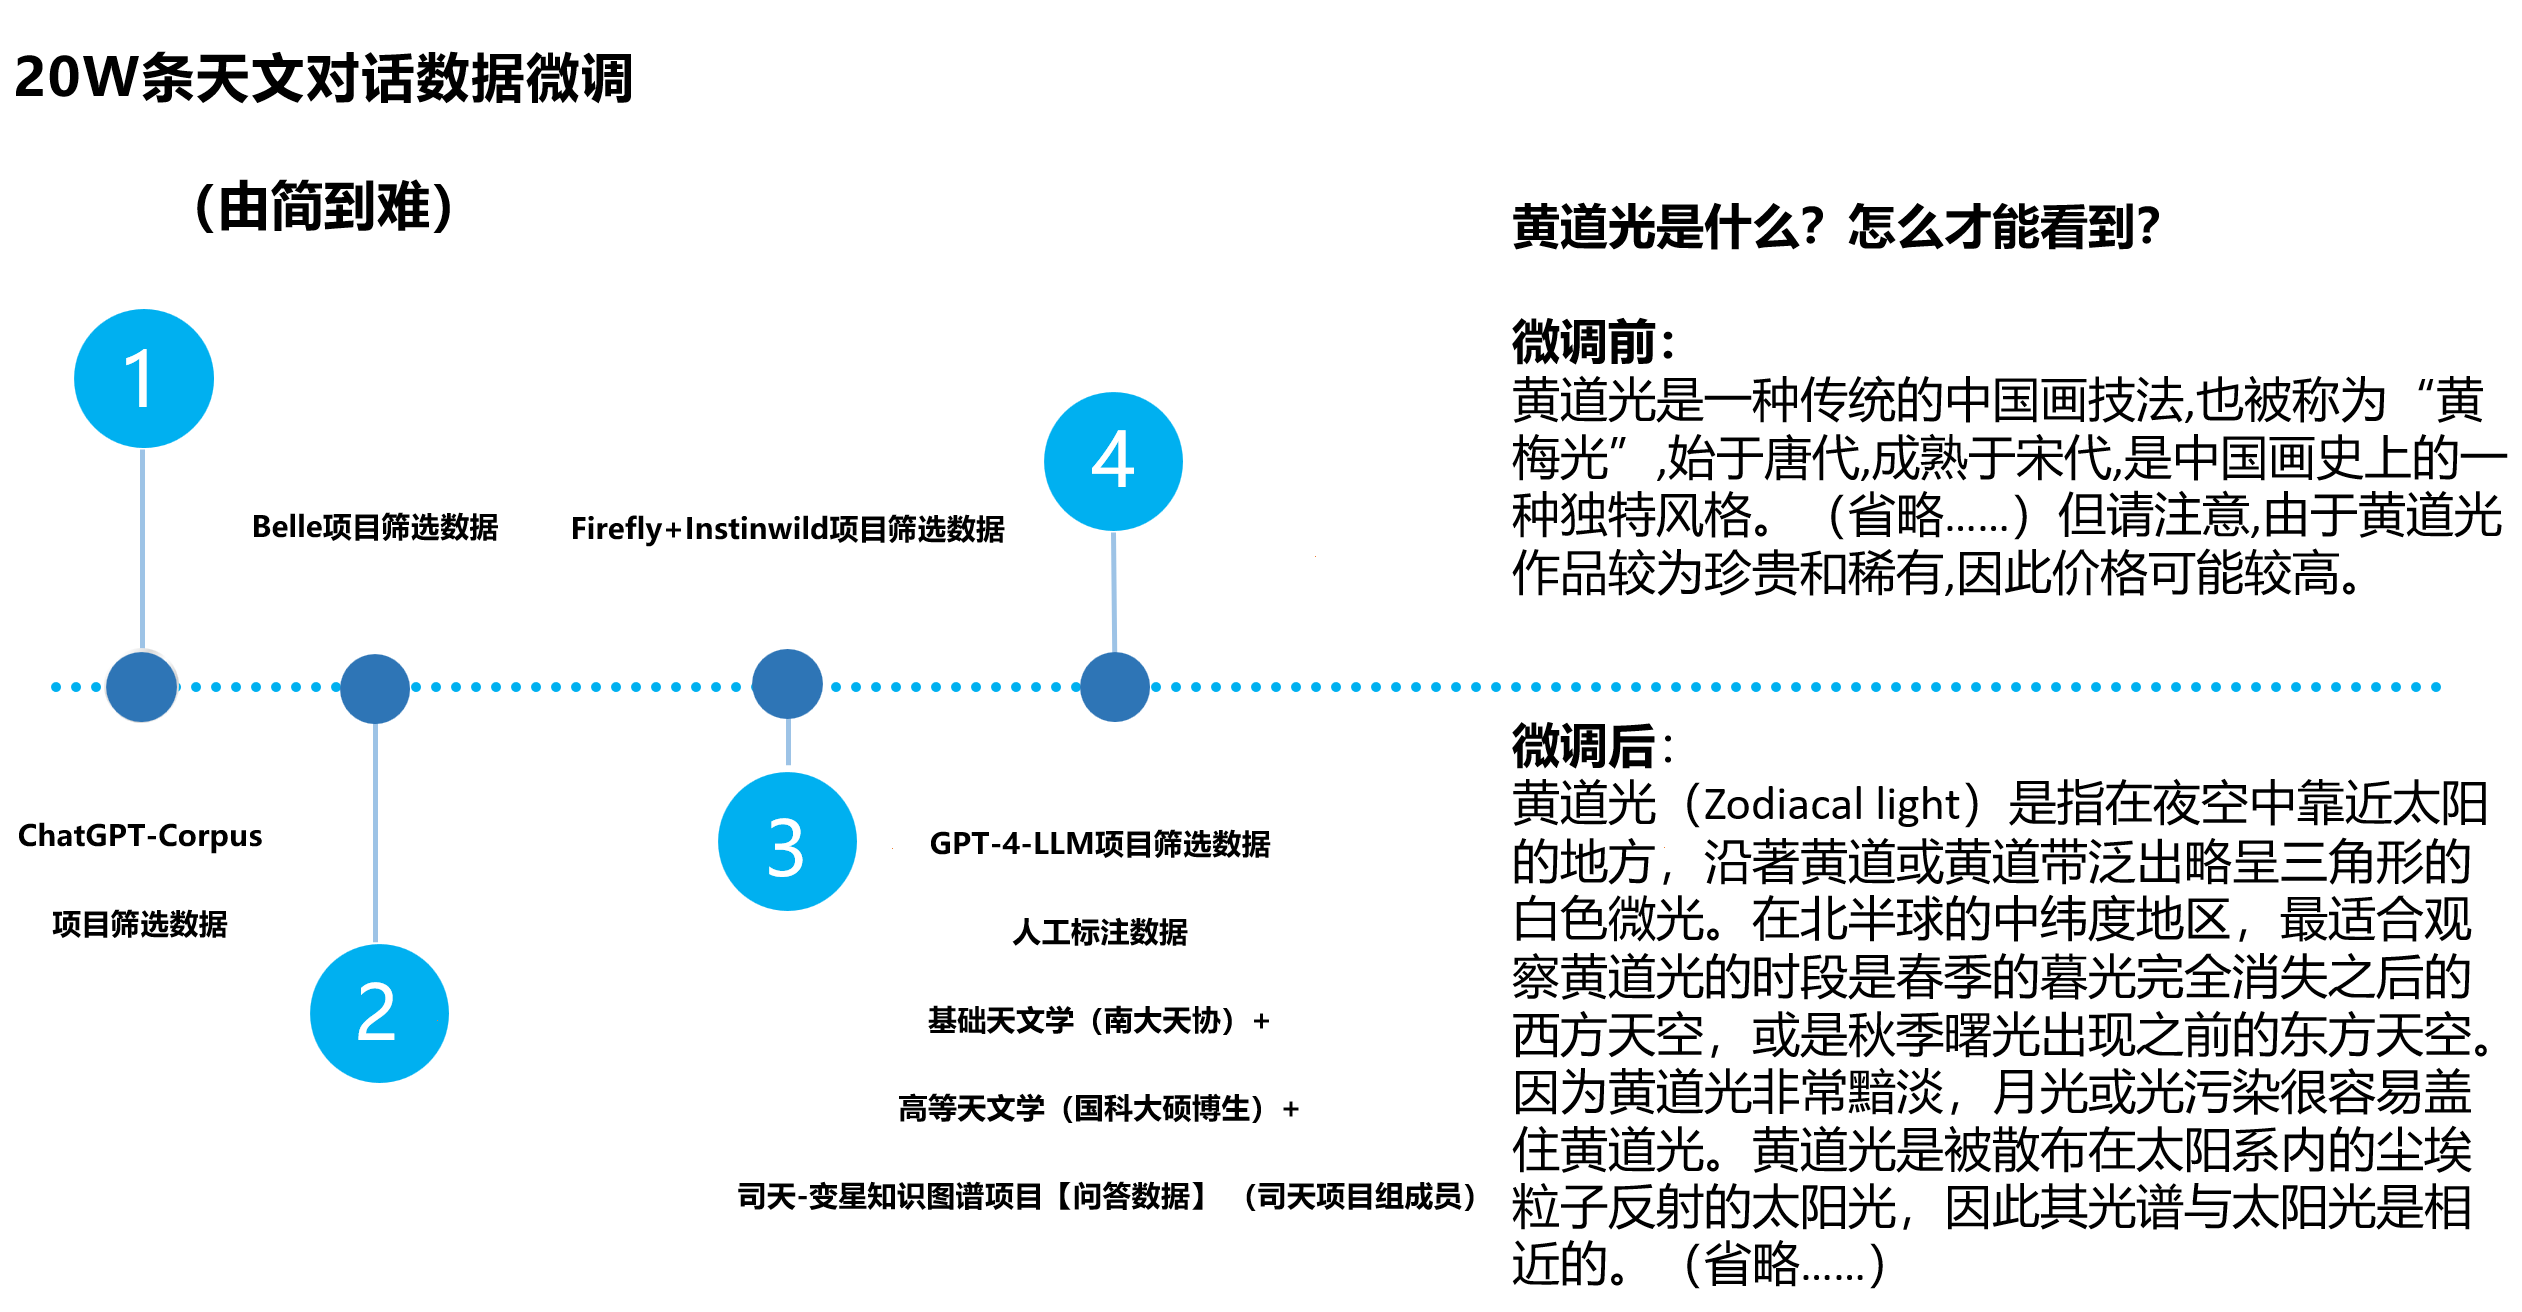 20W条天文对话数据微调
（由简到难）
1
ChatGPT-Corpus
项目筛选数据
Belle项目筛选数据
2
Firefly+Instinwild项目筛选数据
3
4
GPT-4-LLM项目筛选数据
人工标注数据
基础天文学（南大天协）+
高等天文学（国科大硕博生）+
司天-变星知识图谱项目【问答数据】（司天项目组成员）
黄道光是什么？怎么才能看到？
微调前：
黄道光是一种传统的中国画技法,也被称为“黄
梅光”,始于唐代,成熟于宋代,是中国画史上的一
种独特风格。（省略……）但请注意,由于黄道光
作品较为珍贵和稀有,因此价格可能较高。
微调后：
黄道光（Zodiacal light）是指在夜空中靠近太阳
的地方，沿著黄道或黄道带泛出略呈三角形的
白色微光。在北半球的中纬度地区，最适合观
察黄道光的时段是春季的暮光完全消失之后的
西方天空，或是秋季曙光出现之前的东方天空。
因为黄道光非常黯淡，月光或光污染很容易盖
住黄道光。黄道光是被散布在太阳系内的尘埃
粒子反射的太阳光，因此其光谱与太阳光是相
近的。（省略……）